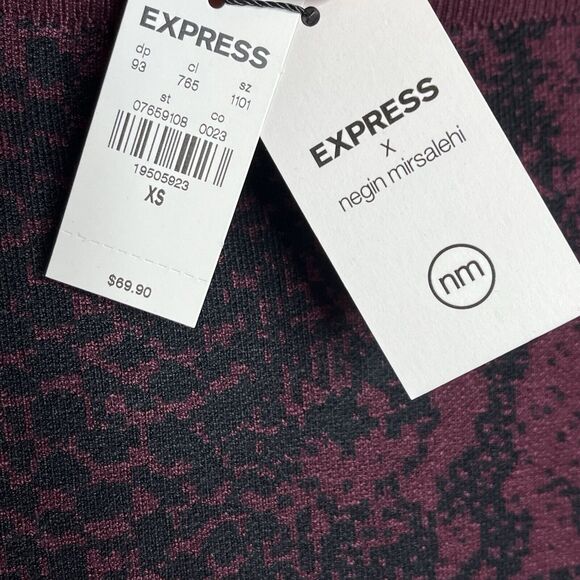 EXPRESS
dp cl sz
93 765 1101
st co
07659108 0023
19505923
XS
$69.90
EXPRESS
X
negin mirsalehi
nm